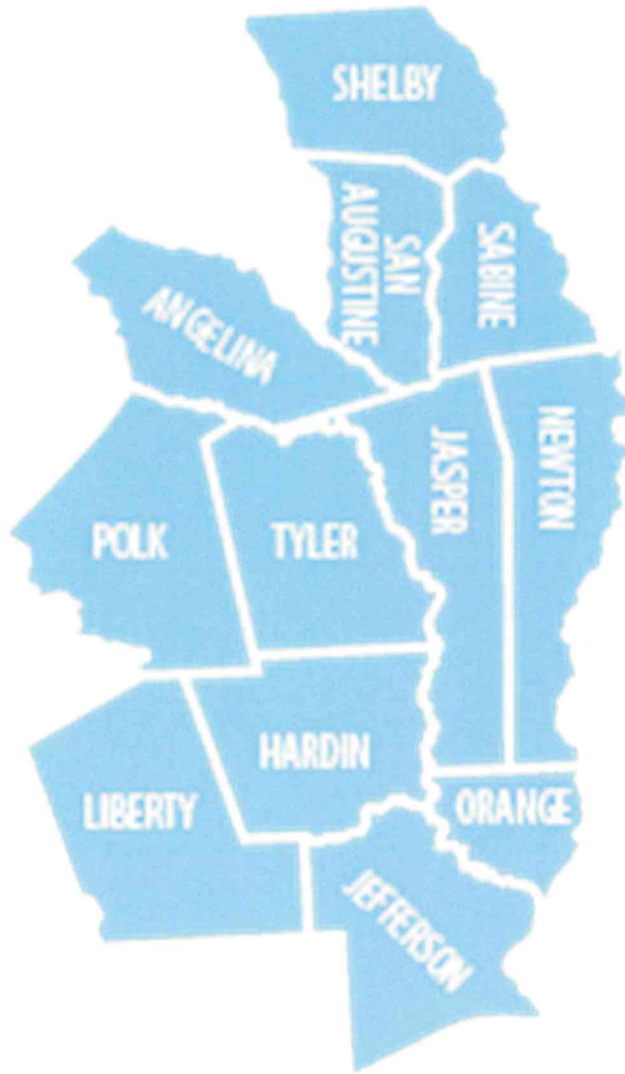 SHELBY
SAN
AUGUSTINE
SABINE
ANGELINA
JASPER
NEWTON
POLK
TYLER
HARDIN
LIBERTY
ORANGE
JEFFERSON